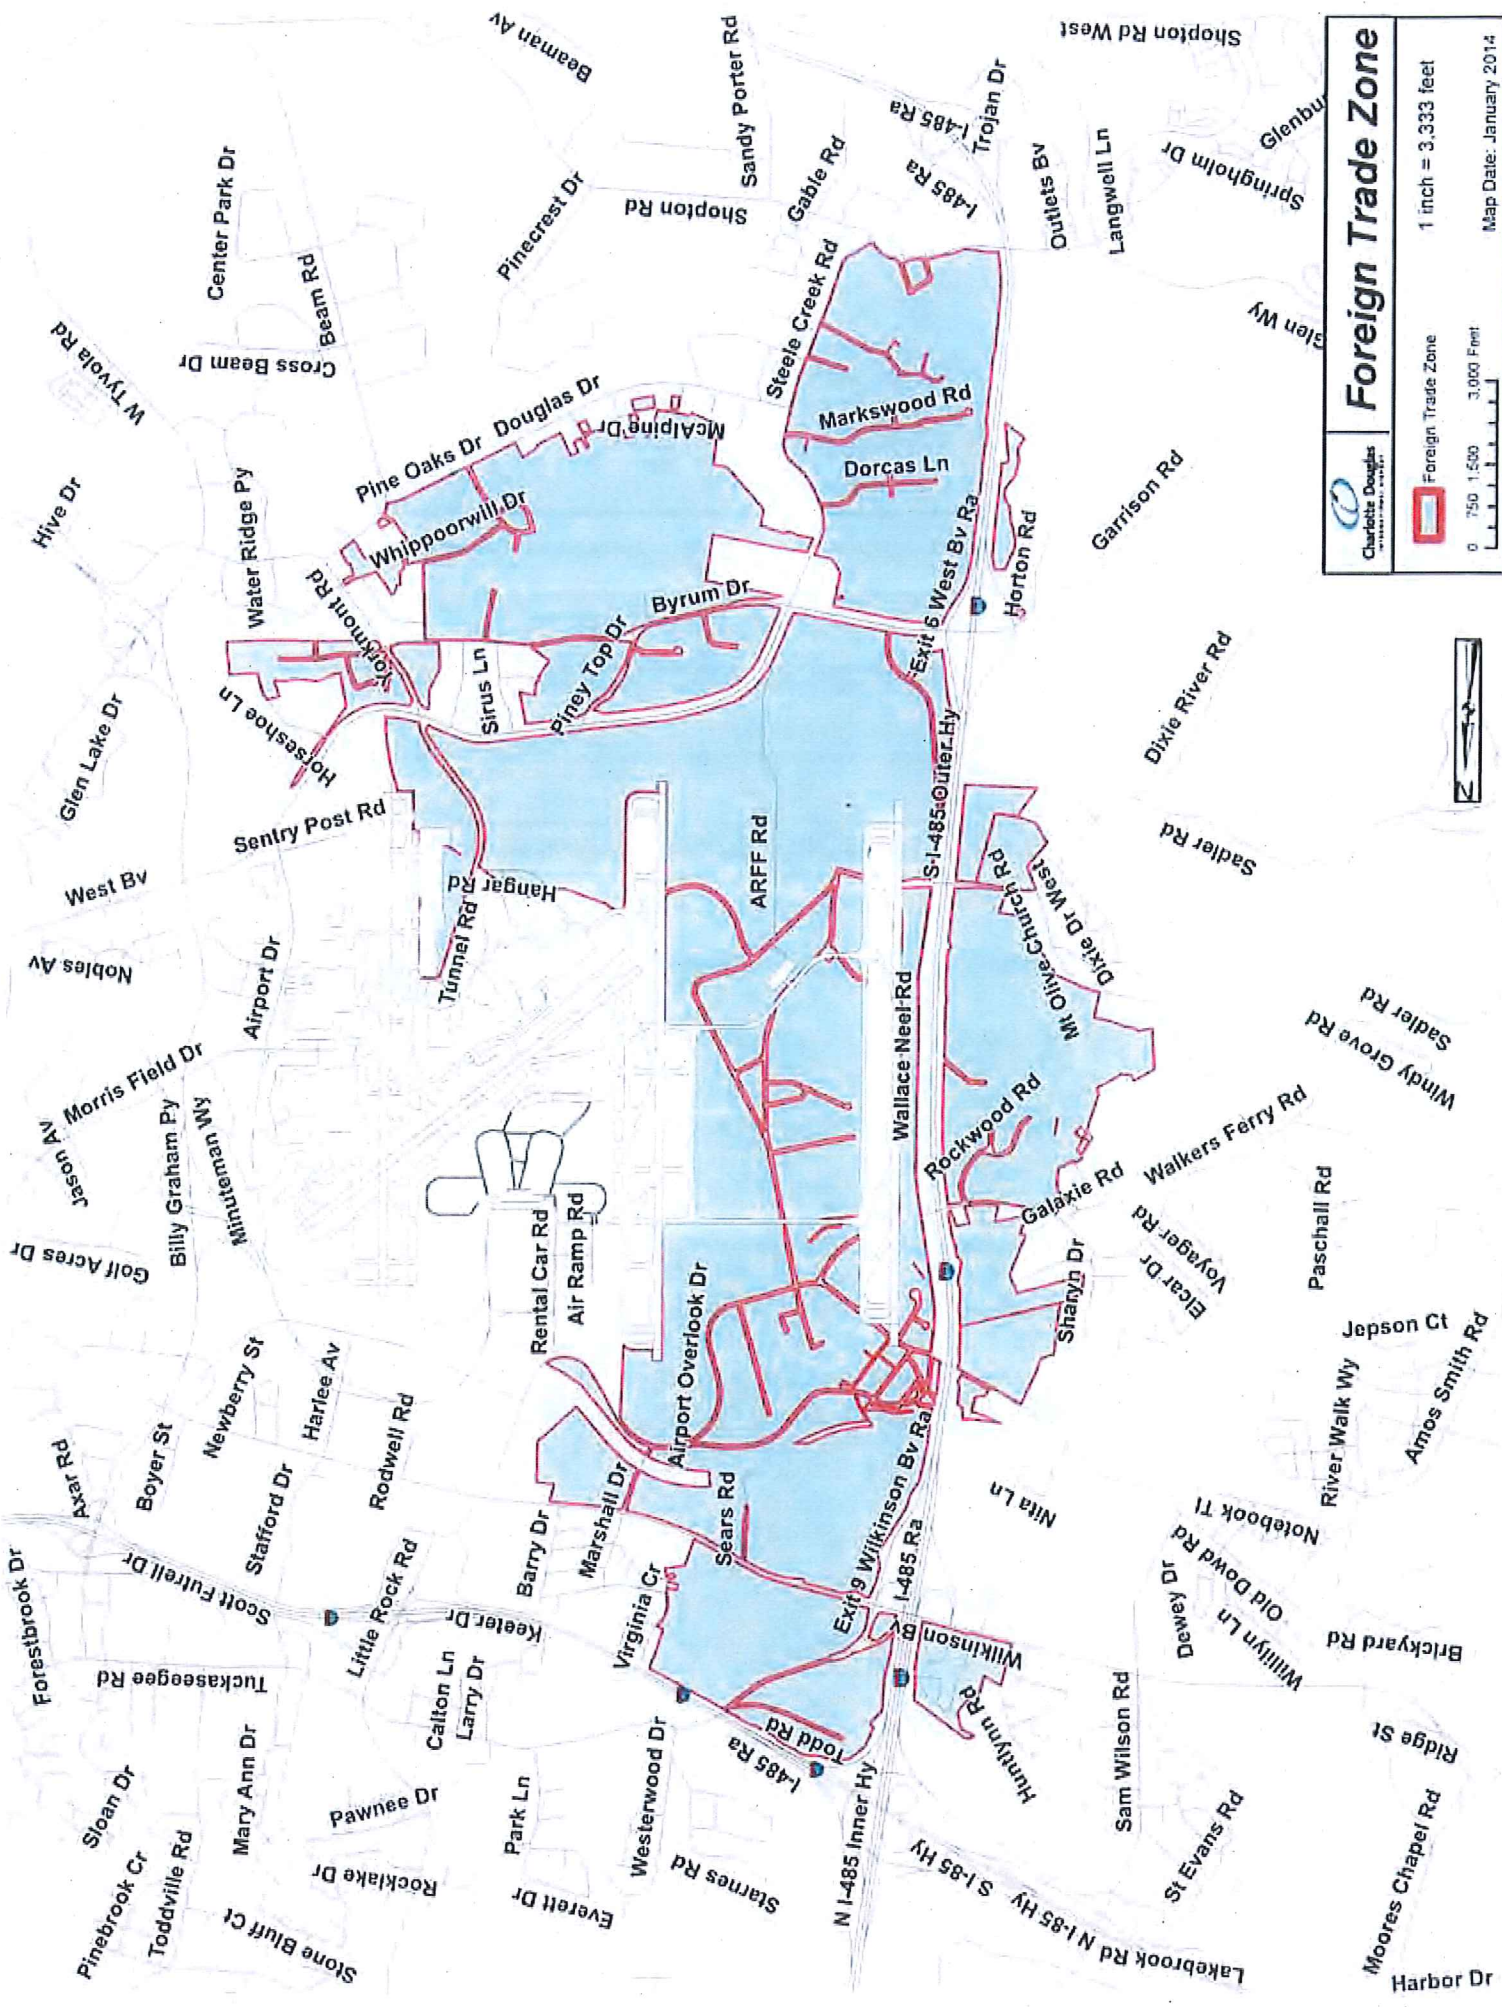 Foreign Trade Zone
Charlotte Douglas
Foreign Trade Zone
1 inch = 3,333 feet
0 750 1,500 3,000 Feet
Map Date: January 2014
N
Beaman Av
Shopton Rd West
Sandy Porter Rd
I-485 Ra
Trojan Dr
Center Park Dr
Pinecrest Dr
Shopton Rd
Gable Rd
I-485 Ra
Outlets Bv
Langwell Ln
Springholm Dr
Glenbur
Beam Rd
Cross Beam Dr
W Tyvola Rd
Steele Creek Rd
Glen Wy
Pine Oaks Dr
Douglas Dr
McAlpine Dr
Markswood Rd
Dorcas Ln
Hive Dr
Water Ridge Py
Whippoorwill Dr
Garrison Rd
Yorkmont Rd
Byrum Dr
Exit 6 West Bv Ra
Horton Rd
Sirus Ln
Piney Top Dr
Horseshoe Ln
Glen Lake Dr
Dixie River Rd
S I-485 Outer Hy
Sentry Post Rd
Sadler Rd
West Bv
Hangar Rd
ARFF Rd
Mt Olive Church Rd
Dixie Dr West
Tunnel Rd
Nobles Av
Airport Dr
Wallace Neel Rd
Sadler Rd
Windy Grove Rd
Morris Field Dr
Jason Av
Billy Graham Py
Minuteman Wy
Rockwood Rd
Walkers Ferry Rd
Galaxie Rd
Golf Acres Dr
Rental Car Rd
Air Ramp Rd
Voyager Rd
Elcar Dr
Paschall Rd
Sharyn Dr
Airport Overlook Dr
Jepson Ct
Amos Smith Rd
River Walk Wy
Newberry St
Harlee Av
Boyer St
Axar Rd
Stafford Dr
Rodwell Rd
Marshall Dr
Sears Rd
Nita Ln
Notebook Tl
Old Dowd Rd
Exit 9 Wilkinson Bv Ra
I-485 Ra
Barry Dr
Scott Futrell Dr
Forestbrook Dr
Little Rock Rd
Keeter Dr
Virginia Cr
Wilkinson Bv
Dewey Dr
Willilyn Ln
Brickyard Rd
Tuckaseegee Rd
Calton Ln
Larry Dr
Todd Rd
I-485 Ra
Huntlynn Rd
Sam Wilson Rd
Ridge St
Westerwood Dr
Mary Ann Dr
Sloan Dr
Pawnee Dr
Park Ln
N I-485 Inner Hy
S I-85 Hy
St Evans Rd
Moores Chapel Rd
Pinebrook Cr
Toddville Rd
Rocklake Dr
Everett Dr
Starnes Rd
Stone Bluff Ct
N I-85 Hy
Lakebrook Rd
Harbor Dr